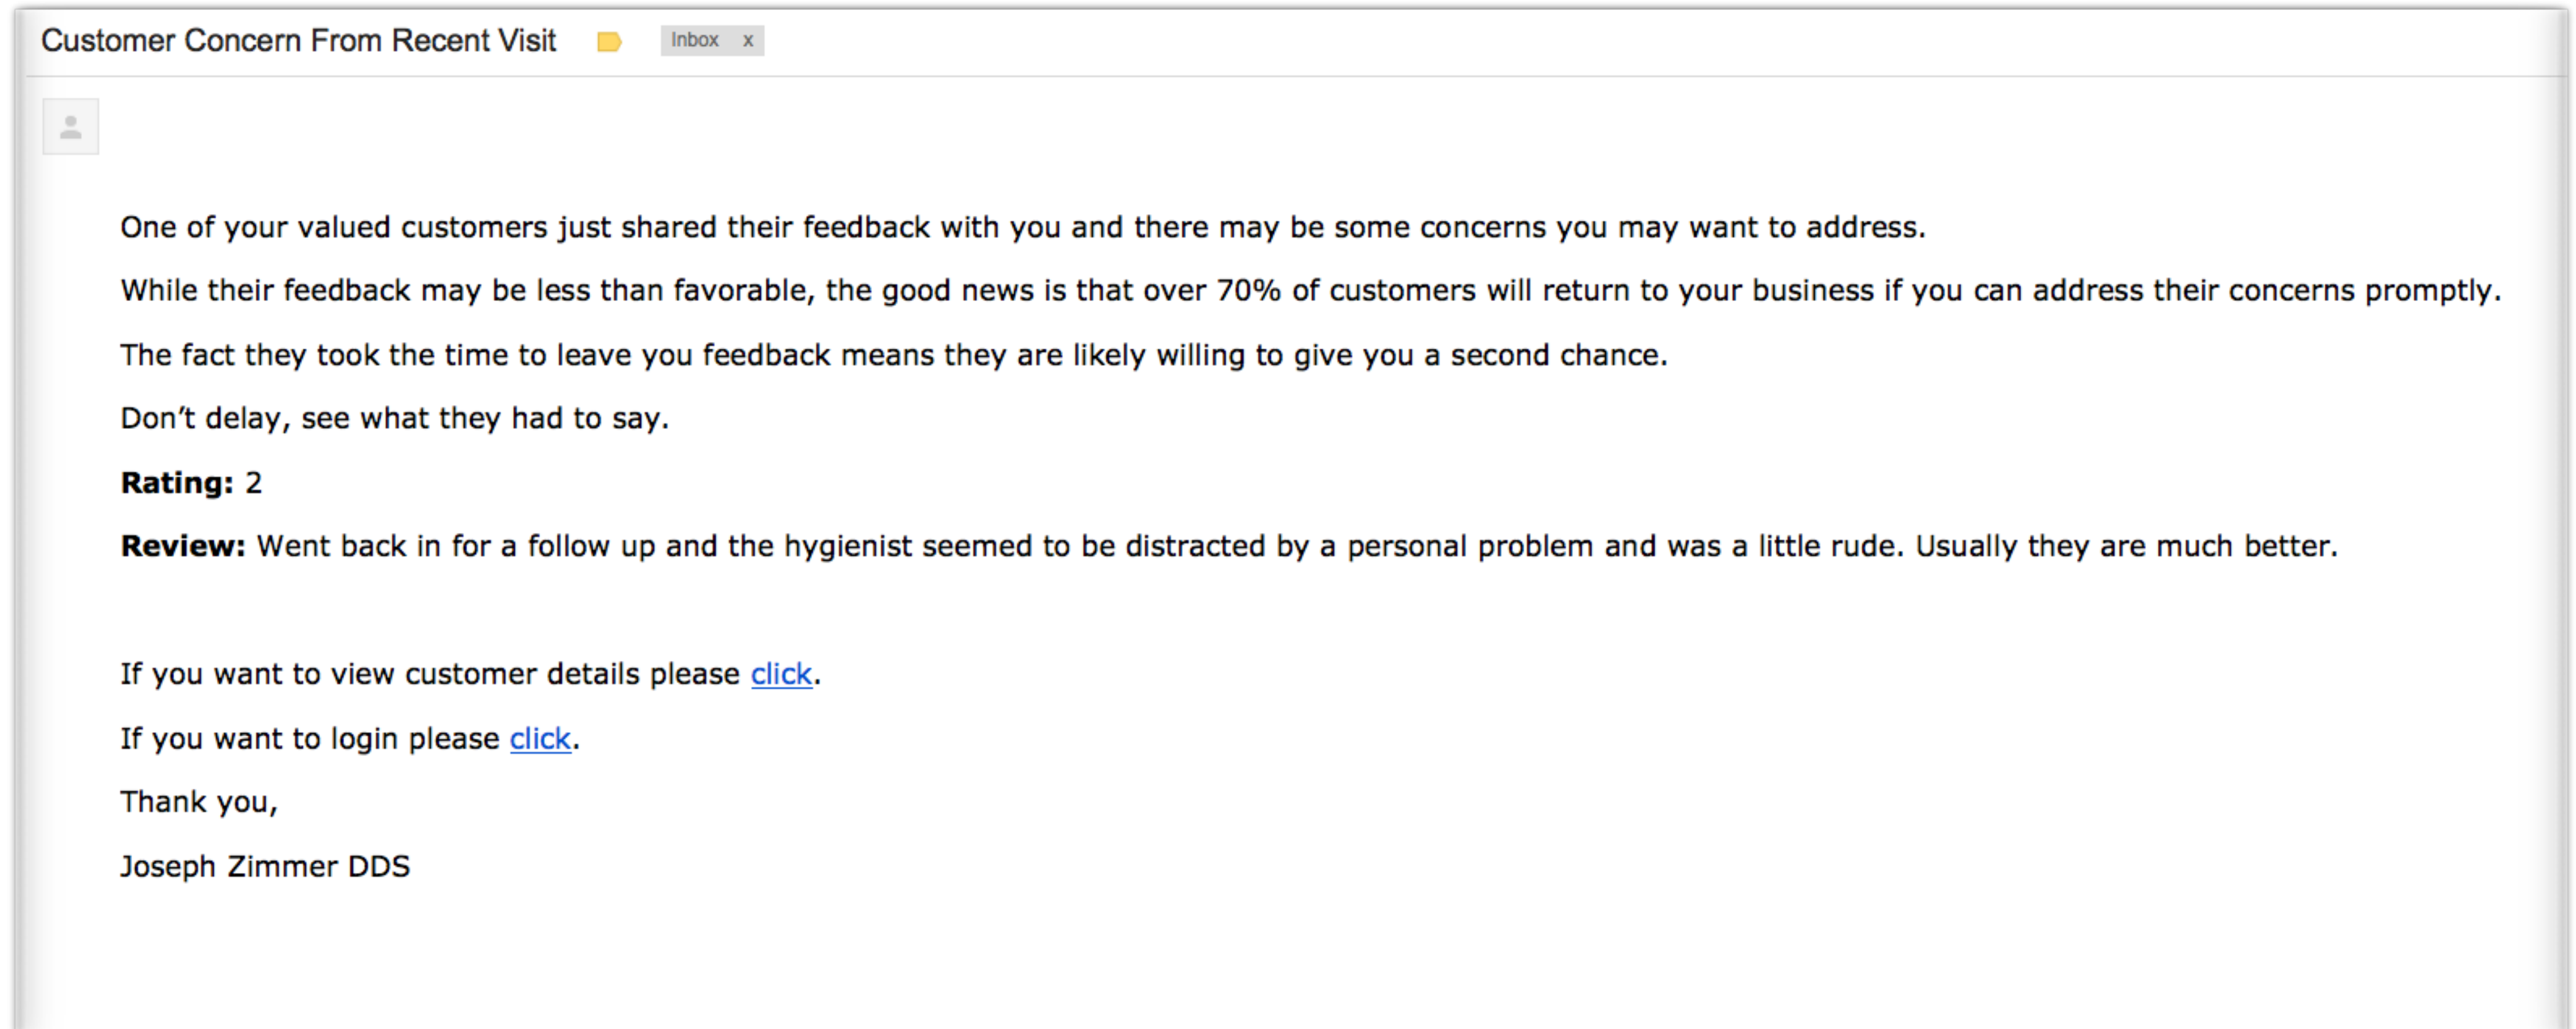 Customer Concern From Recent Visit Inbox x
One of your valued customers just shared their feedback with you and there may be some concerns you may want to address.
While their feedback may be less than favorable, the good news is that over 70% of customers will return to your business if you can address their concerns promptly.
The fact they took the time to leave you feedback means they are likely willing to give you a second chance.
Don’t delay, see what they had to say.
Rating: 2
Review: Went back in for a follow up and the hygienist seemed to be distracted by a personal problem and was a little rude. Usually they are much better.
If you want to view customer details please click.
If you want to login please click.
Thank you,
Joseph Zimmer DDS